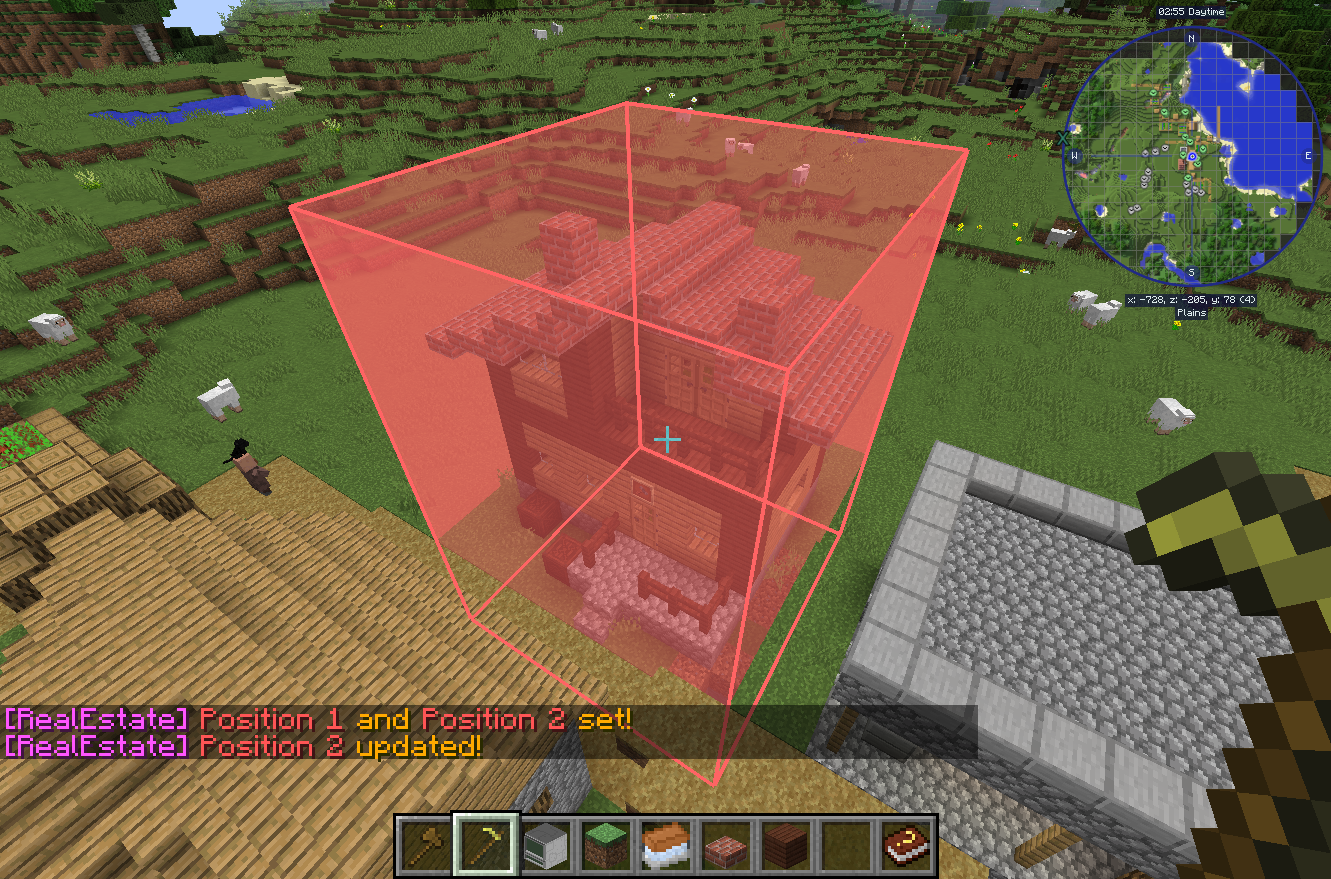 02:55 Daytime
N
W
E
S
x: -728, z: -205, y: 78 (4)
Plains
[RealEstate] Position 1 and Position 2 set!
[RealEstate] Position 2 updated!